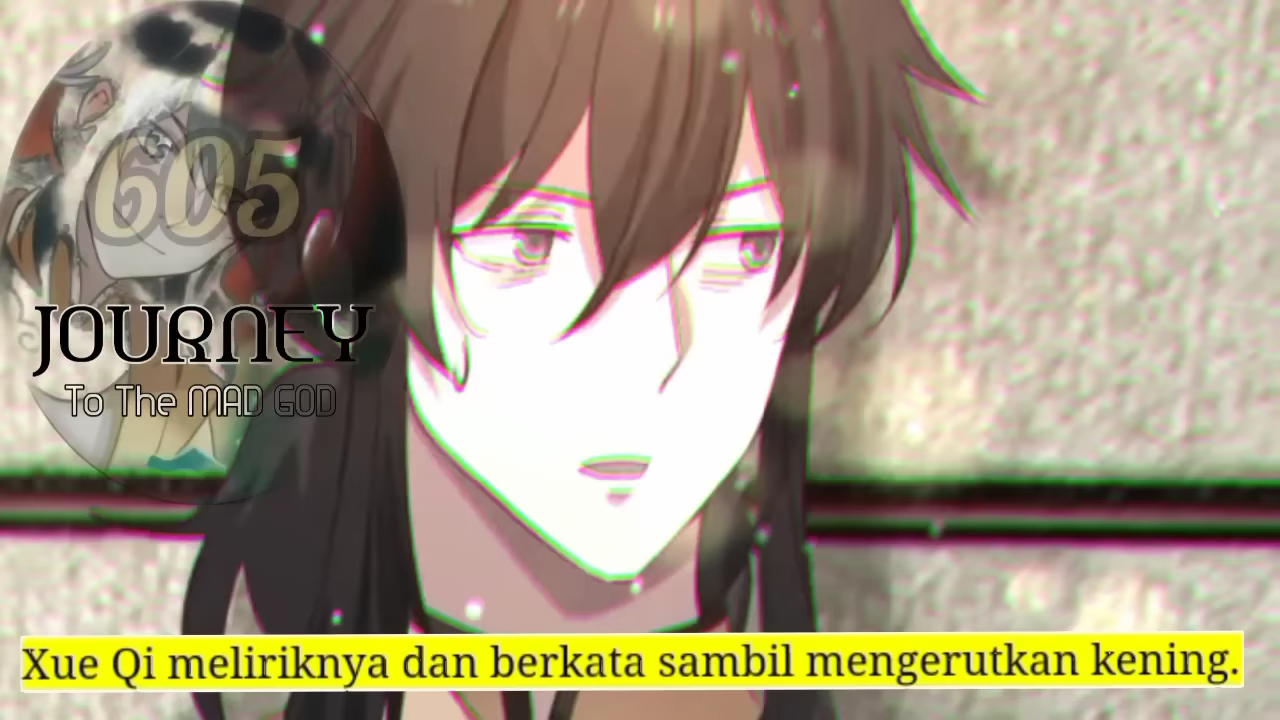 605
JOURNEY
To The MAD GOD
Xue Qi meliriknya dan berkata sambil mengerutkan kening.